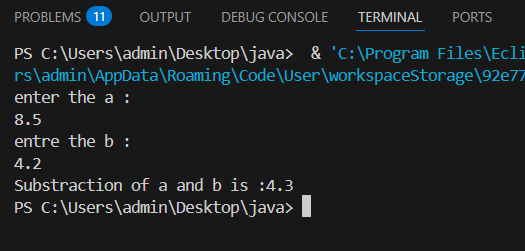 PROBLEMS 11 OUTPUT DEBUG CONSOLE TERMINAL PORTS
PS C:\Users\admin\Desktop\java>  & 'C:\Program Files\Ecli
rs\admin\AppData\Roaming\Code\User\workspaceStorage\92e77
enter the a :
8.5
entre the b :
4.2
Substraction of a and b is :4.3
PS C:\Users\admin\Desktop\java>